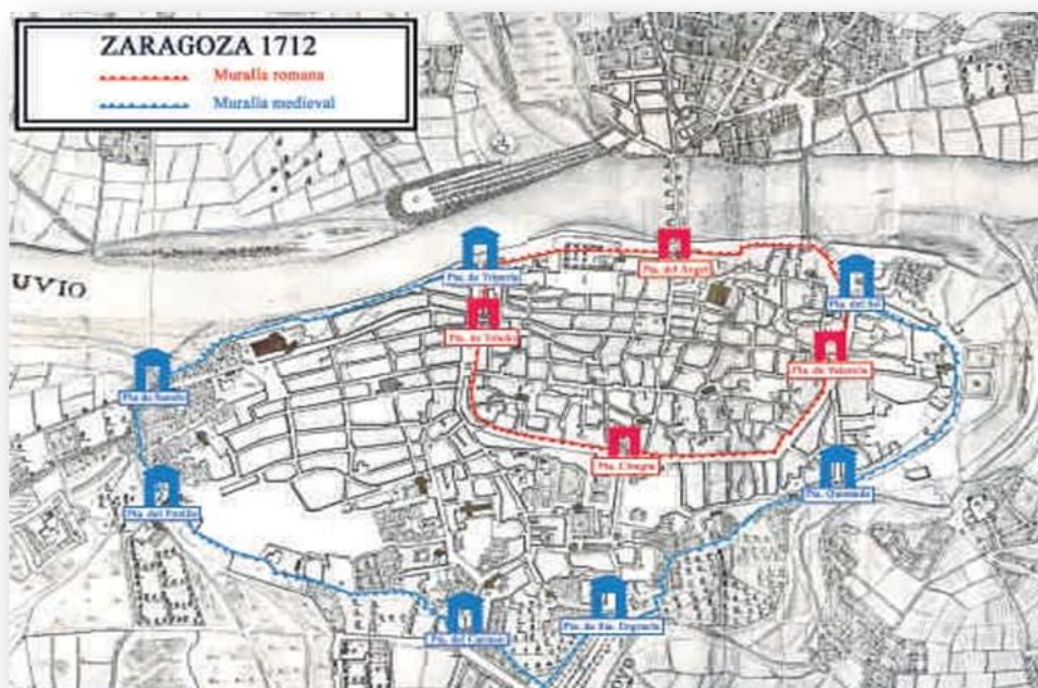 ZARAGOZA 1712
Muralla romana
Muralla medieval
UVIO
Pta. del Angel
Pta. de Toledo
Pta. del Sol
Pta. de Valencia
Pta. de Sancho
Pta. Cinegia
Pta. del Portillo
Pta. Quemada
Pta. del Carmen
Pta. de Sta. Engracia